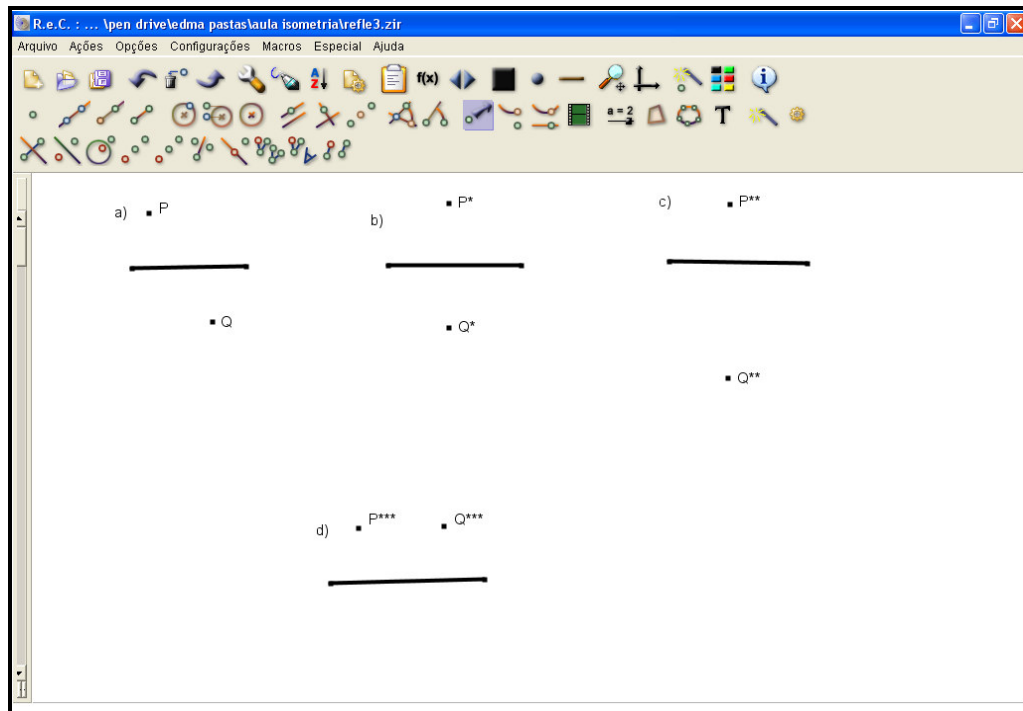 R.e.C. : ... \pen drive\edma pastas\aula isometria\refle3.zir
Arquivo Ações Opções Configurações Macros Especial Ajuda
f(x)
a = 2
T
a) P
b) P*
c) P**
Q
Q*
Q**
d) P*** Q***